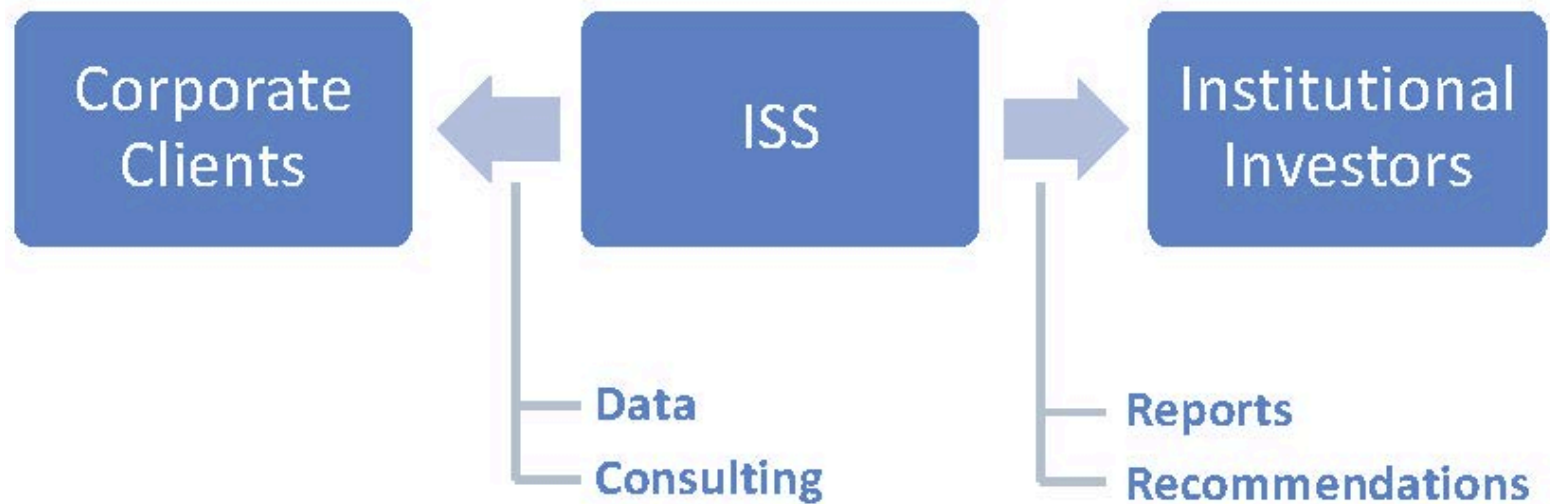 Corporate
Clients
ISS
Institutional
Investors
Data
Consulting
Reports
Recommendations